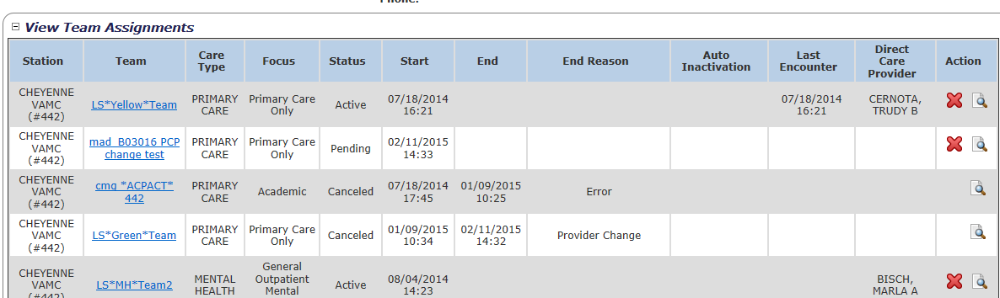 Phone:
View Team Assignments
Station Team Care Type Focus Status Start End End Reason Auto Inactivation Last Encounter Direct Care Provider Action
CHEYENNE VAMC (#442) LS*Yellow*Team PRIMARY CARE Primary Care Only Active 07/18/2014 16:21 07/18/2014 16:21 CERNOTA, TRUDY B
CHEYENNE VAMC (#442) mad_B03016 PCP change test PRIMARY CARE Primary Care Only Pending 02/11/2015 14:33
CHEYENNE VAMC (#442) cmq *ACPACT* 442 PRIMARY CARE Academic Canceled 07/18/2014 17:45 01/09/2015 10:25 Error
CHEYENNE VAMC (#442) LS*Green*Team PRIMARY CARE Primary Care Only Canceled 01/09/2015 10:34 02/11/2015 14:32 Provider Change
CHEYENNE VAMC (#442) LS*MH*Team2 MENTAL HEALTH General Outpatient Mental Active 08/04/2014 14:23 BISCH, MARLA A